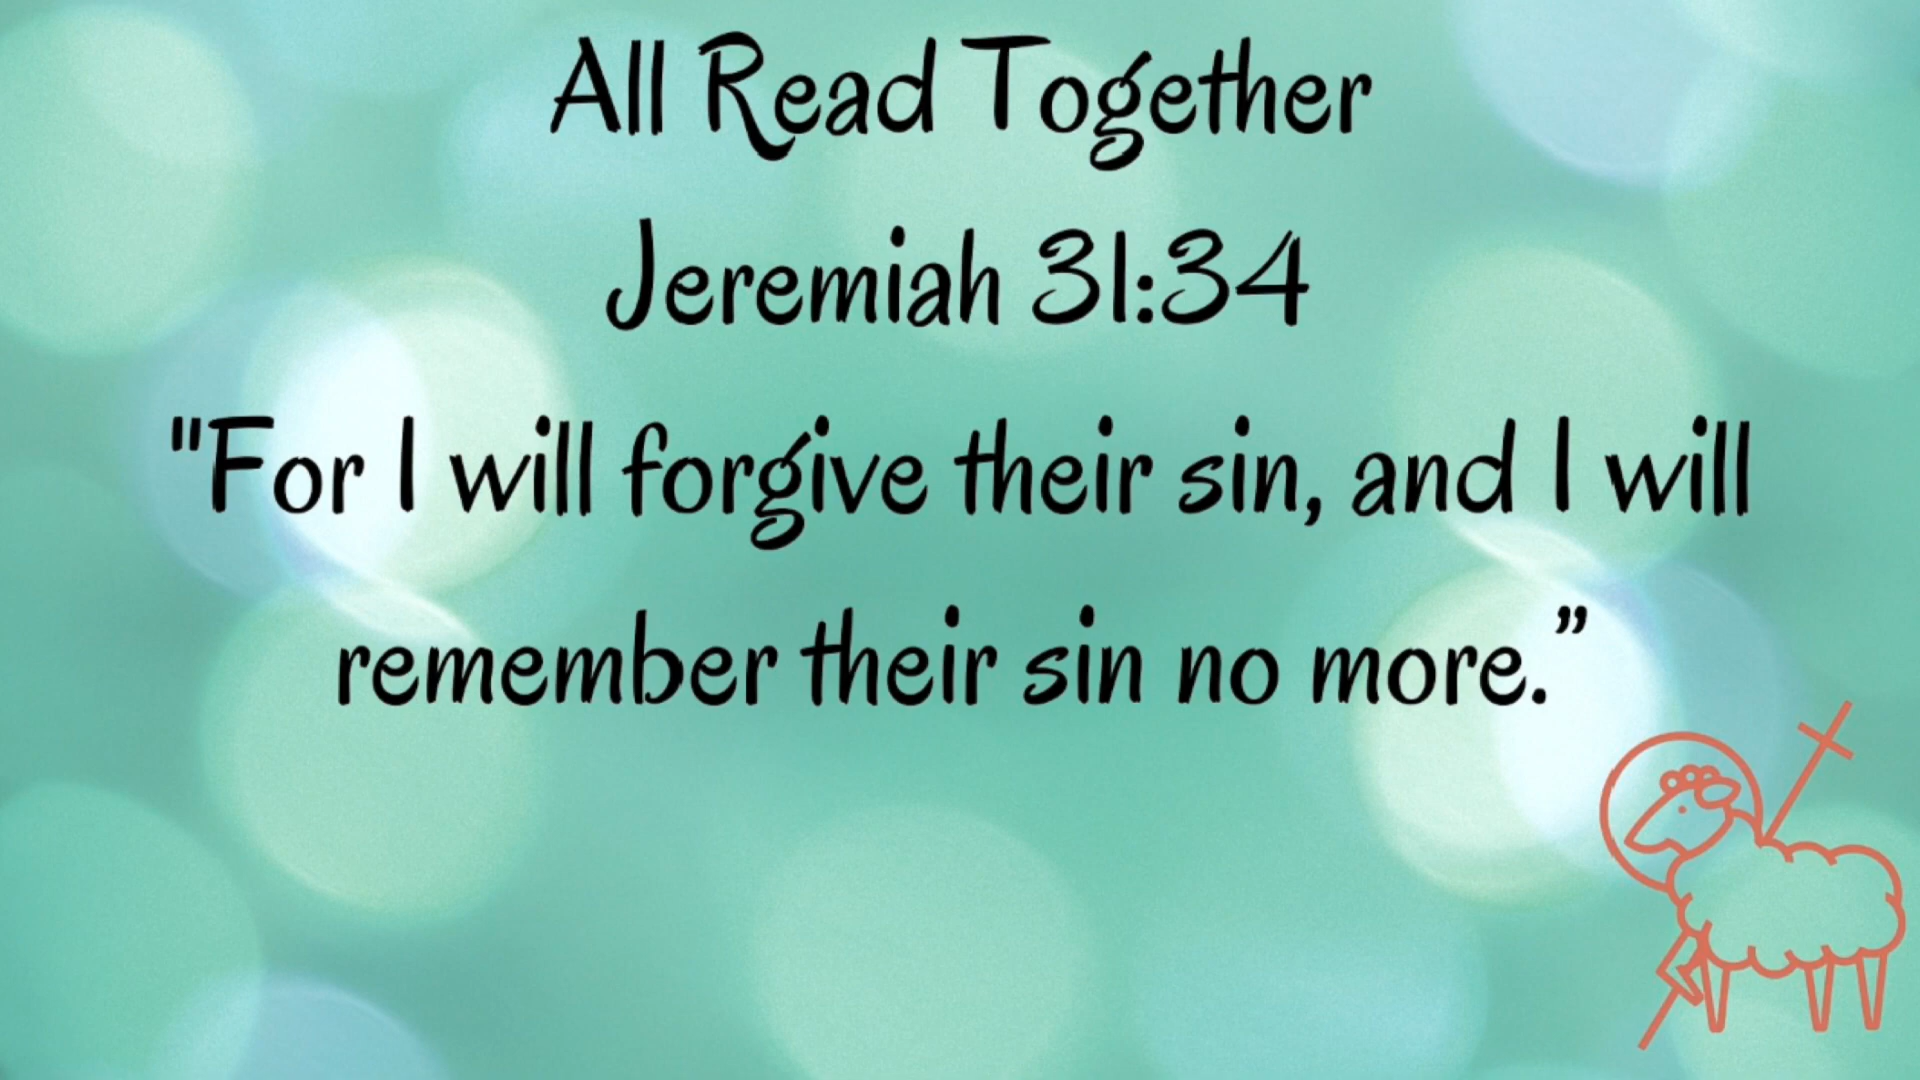 All Read Together
Jeremiah 31:34
"For I will forgive their sin, and I will
remember their sin no more.”